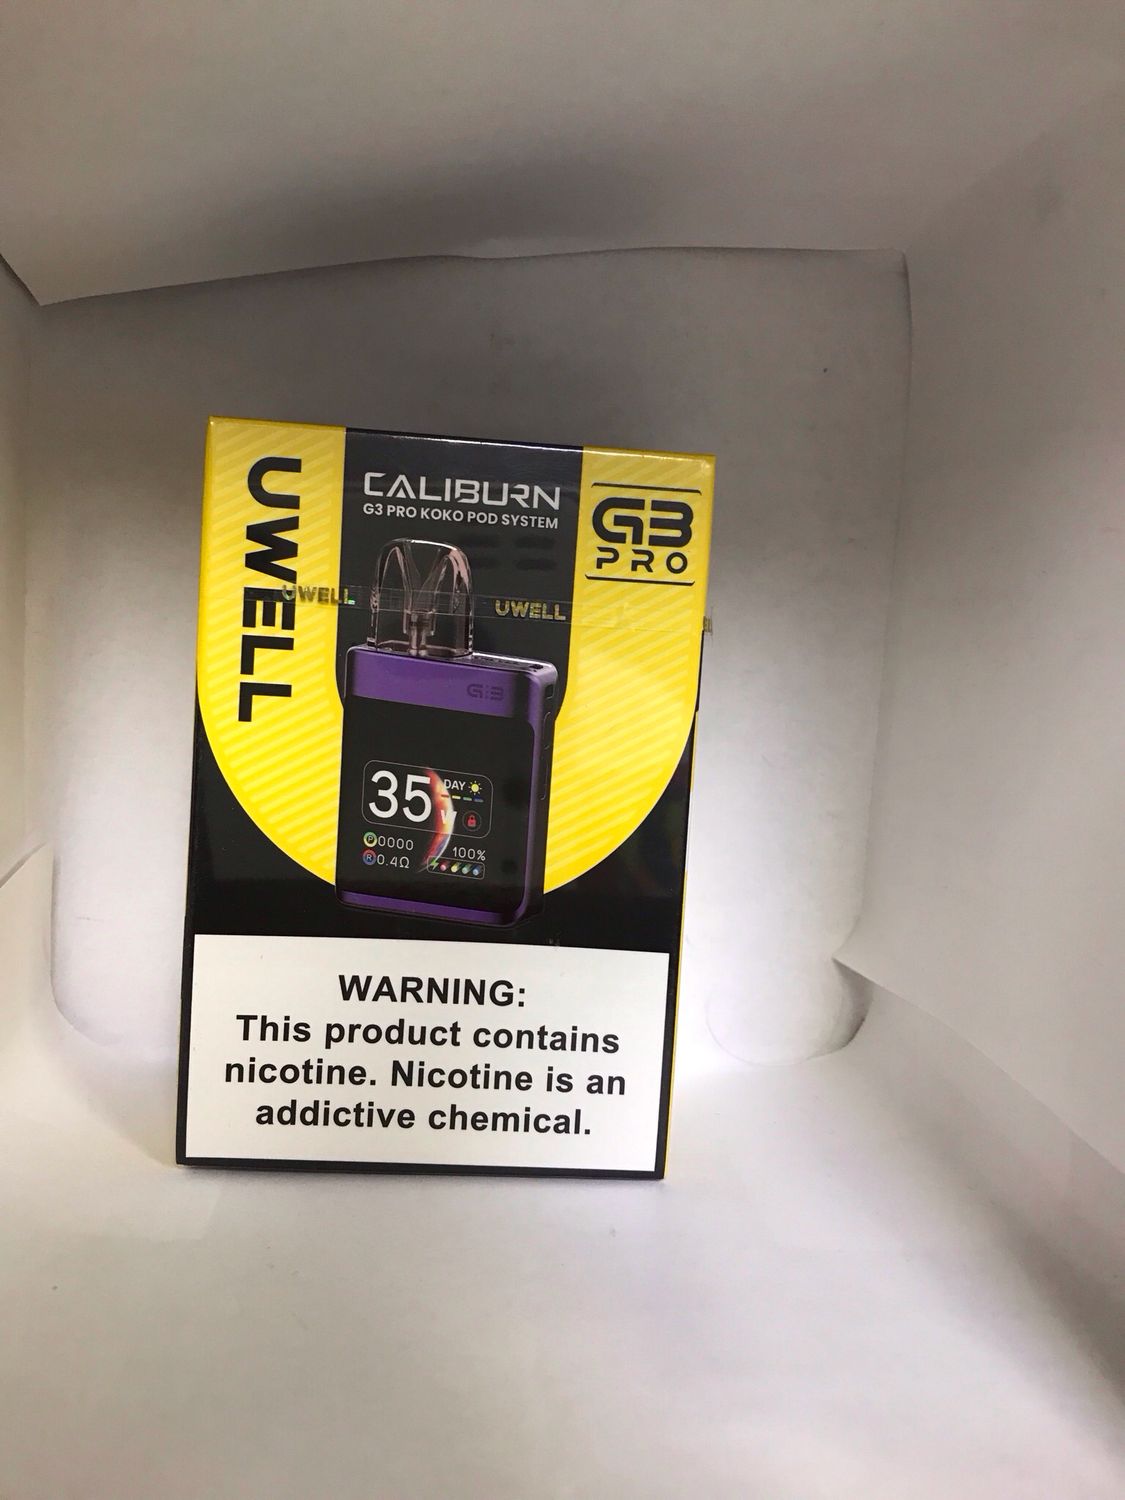 UWELL
CALIBURN
G3 PRO KOKO POD SYSTEM
G3
PRO
UWELL
UWELL
G3
35W
DAY
P 0000
R 0.4Ω
100%
WARNING:
This product contains
nicotine. Nicotine is an
addictive chemical.